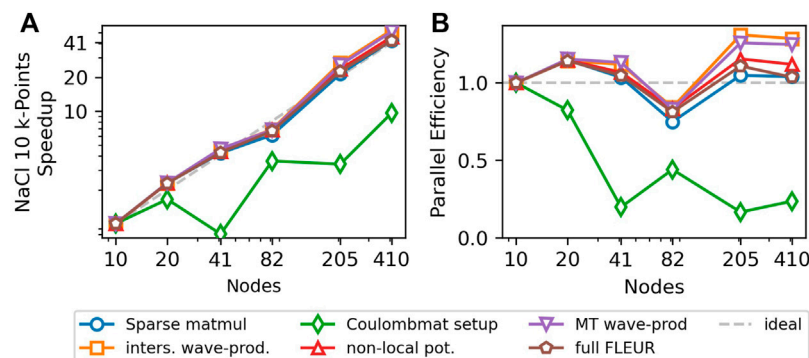 A
NaCl 10 k-Points
Speedup
41
20
10
10 20 41 82 205 410
Nodes
B
Parallel Efficiency
1.0
0.5
0.0
10 20 41 82 205 410
Nodes
Sparse matmul
inters. wave-prod.
Coulombmat setup
non-local pot.
MT wave-prod
full FLEUR
ideal